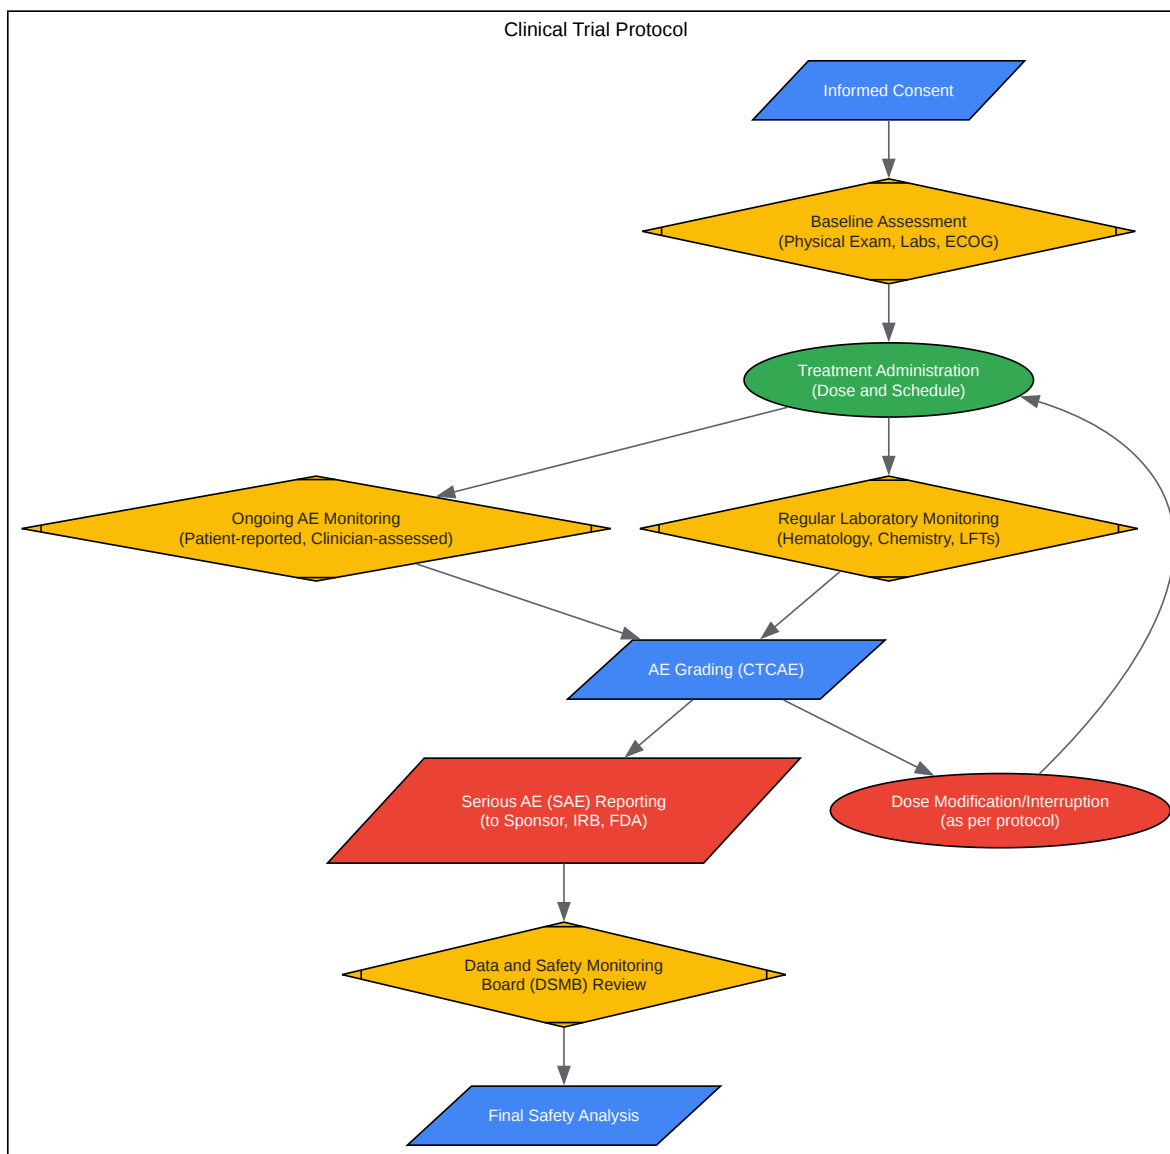 Clinical Trial Protocol
Informed Consent
Baseline Assessment
(Physical Exam, Labs, ECOG)
Treatment Administration
(Dose and Schedule)
Ongoing AE Monitoring
(Patient-reported, Clinician-assessed)
Regular Laboratory Monitoring
(Hematology, Chemistry, LFTs)
AE Grading (CTCAE)
Serious AE (SAE) Reporting
(to Sponsor, IRB, FDA)
Dose Modification/Interruption
(as per protocol)
Data and Safety Monitoring
Board (DSMB) Review
Final Safety Analysis